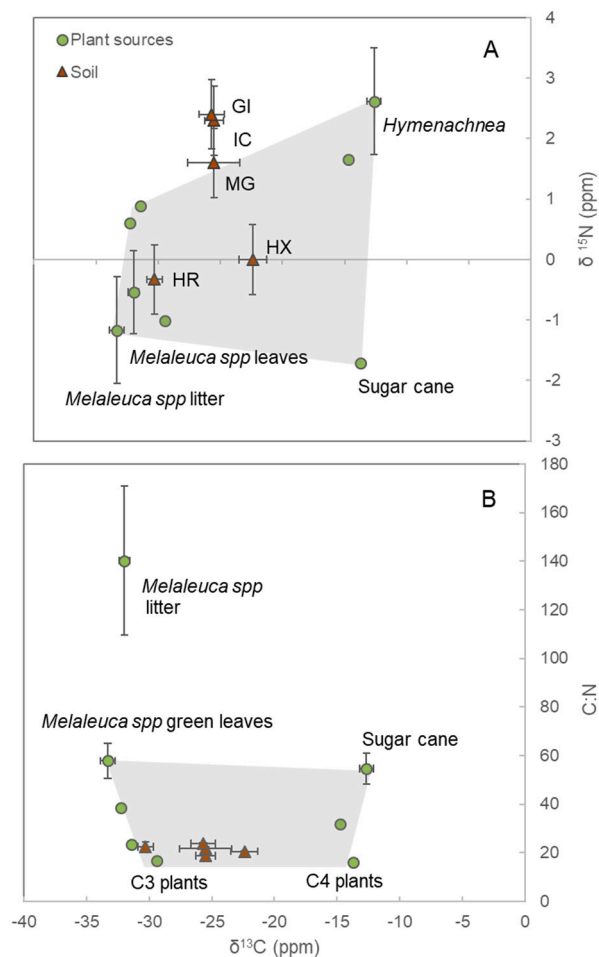 Plant sources
Soil
A
4
3
2
1
0
-1
-2
-3
δ 15N (ppm)
GI
IC
MG
Hymenachnea
HX
HR
Melaleuca spp leaves
Melaleuca spp litter
Sugar cane
B
180
160
140
120
100
80
60
40
20
0
C:N
Melaleuca spp
litter
Melaleuca spp green leaves
Sugar cane
C3 plants
C4 plants
-40 -35 -30 -25 -20 -15 -10 -5 0
δ13C (ppm)